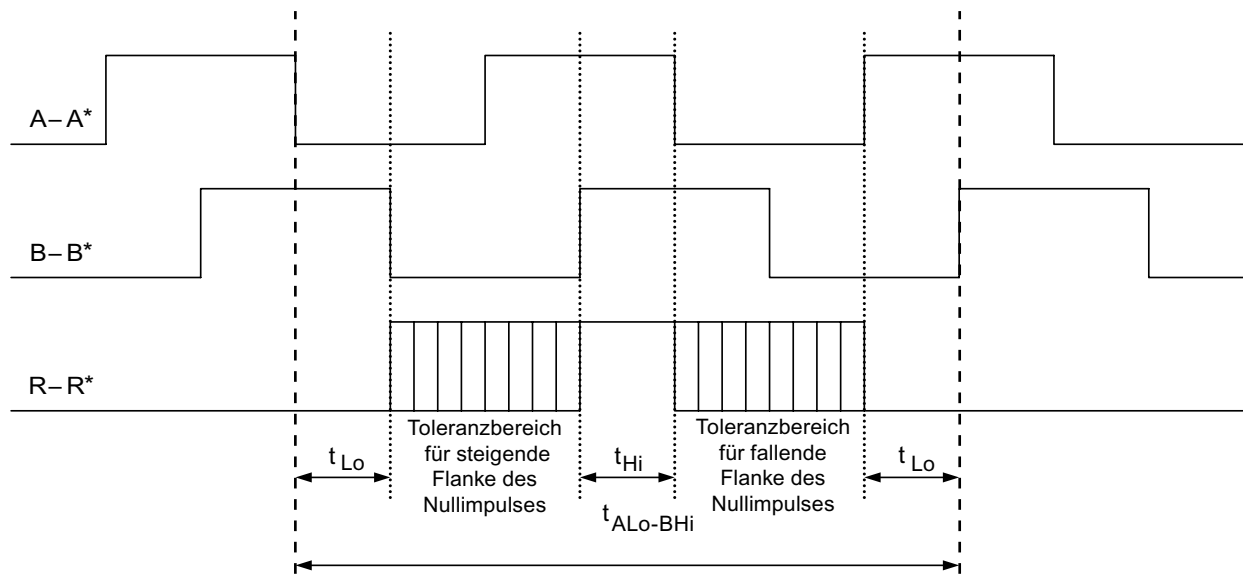 A–A*
B–B*
R–R*
Toleranzbereich
für steigende
Flanke des
Nullimpulses
Toleranzbereich
für fallende
Flanke des
Nullimpulses
t Lo
t Hi
t Lo
t ALo-BHi